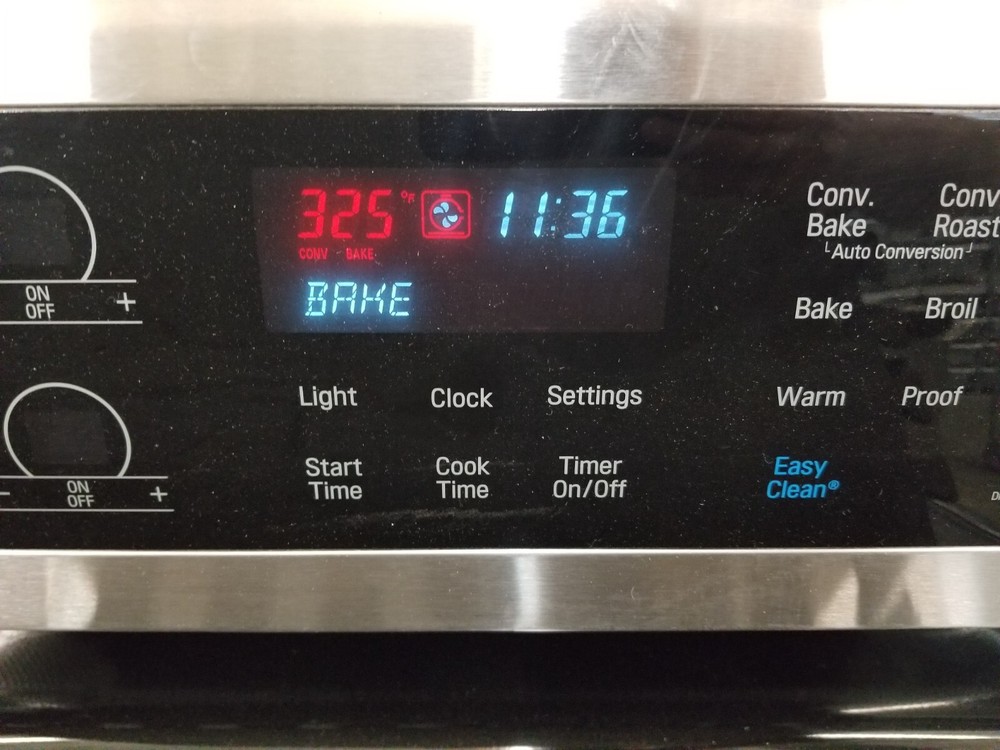 325 °F 11:36
CONV BAKE
BAKE
ON
OFF
+
ON
OFF
- +
Light Clock Settings
Start
Time
Cook
Time
Timer
On/Off
Conv.
Bake
Conv
Roast
Auto Conversion
Bake Broil
Warm Proof
Easy
Clean®